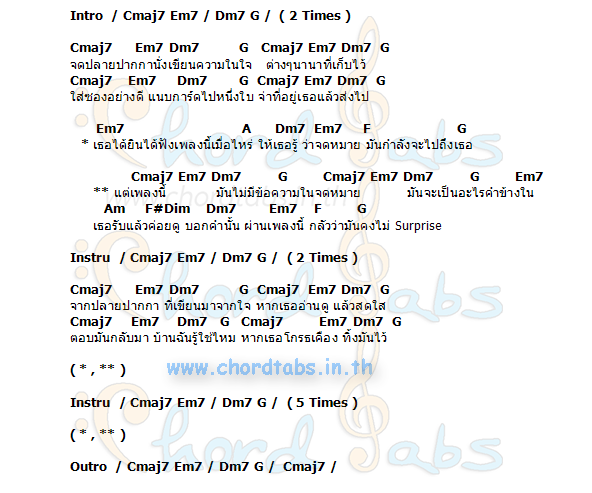 Intro / Cmaj7 Em7 / Dm7 G / ( 2 Times )
Cmaj7 Em7 Dm7 G Cmaj7 Em7 Dm7 G
จดปลายปากกานั่งเขียนความในใจ ต่างๆนานาที่เก็บไว้
Cmaj7 Em7 Dm7 G Cmaj7 Em7 Dm7 G
ใส่ซองอย่างดี แนบการ์ดไปหนึ่งใบ จ่าที่อยู่เธอแล้วส่งไป
Em7 A Dm7 Em7 F G
* เธอได้ยินได้ฟังเพลงนี้เมื่อไหร่ ให้เธอรู้ ว่าจดหมาย มันกำลังจะไปถึงเธอ
Cmaj7 Em7 Dm7 G Cmaj7 Em7 Dm7 G Em7
** แต่เพลงนี้ มันไม่มีข้อความในจดหมาย มันจะเป็นอะไรคำข้างใน
Am F#Dim Dm7 Em7 F G
เธอรับแล้วค่อยดู บอกคำนั้น ผ่านเพลงนี้ กลัวว่ามันคงไม่ Surprise
Instru / Cmaj7 Em7 / Dm7 G / ( 2 Times )
Cmaj7 Em7 Dm7 G Cmaj7 Em7 Dm7 G
จากปลายปากกา ที่เขียนมาจากใจ หากเธออ่านดู แล้วสดใส
Cmaj7 Em7 Dm7 G Cmaj7 Em7 Dm7 G
ตอบมันกลับมา บ้านฉันรู้ใช่ไหม หากเธอโกรธเคือง ทิ้งมันไว้
( * , ** )
www.chordtabs.in.th
Instru / Cmaj7 Em7 / Dm7 G / ( 5 Times )
( * , ** )
Outro / Cmaj7 Em7 / Dm7 G / Cmaj7 /